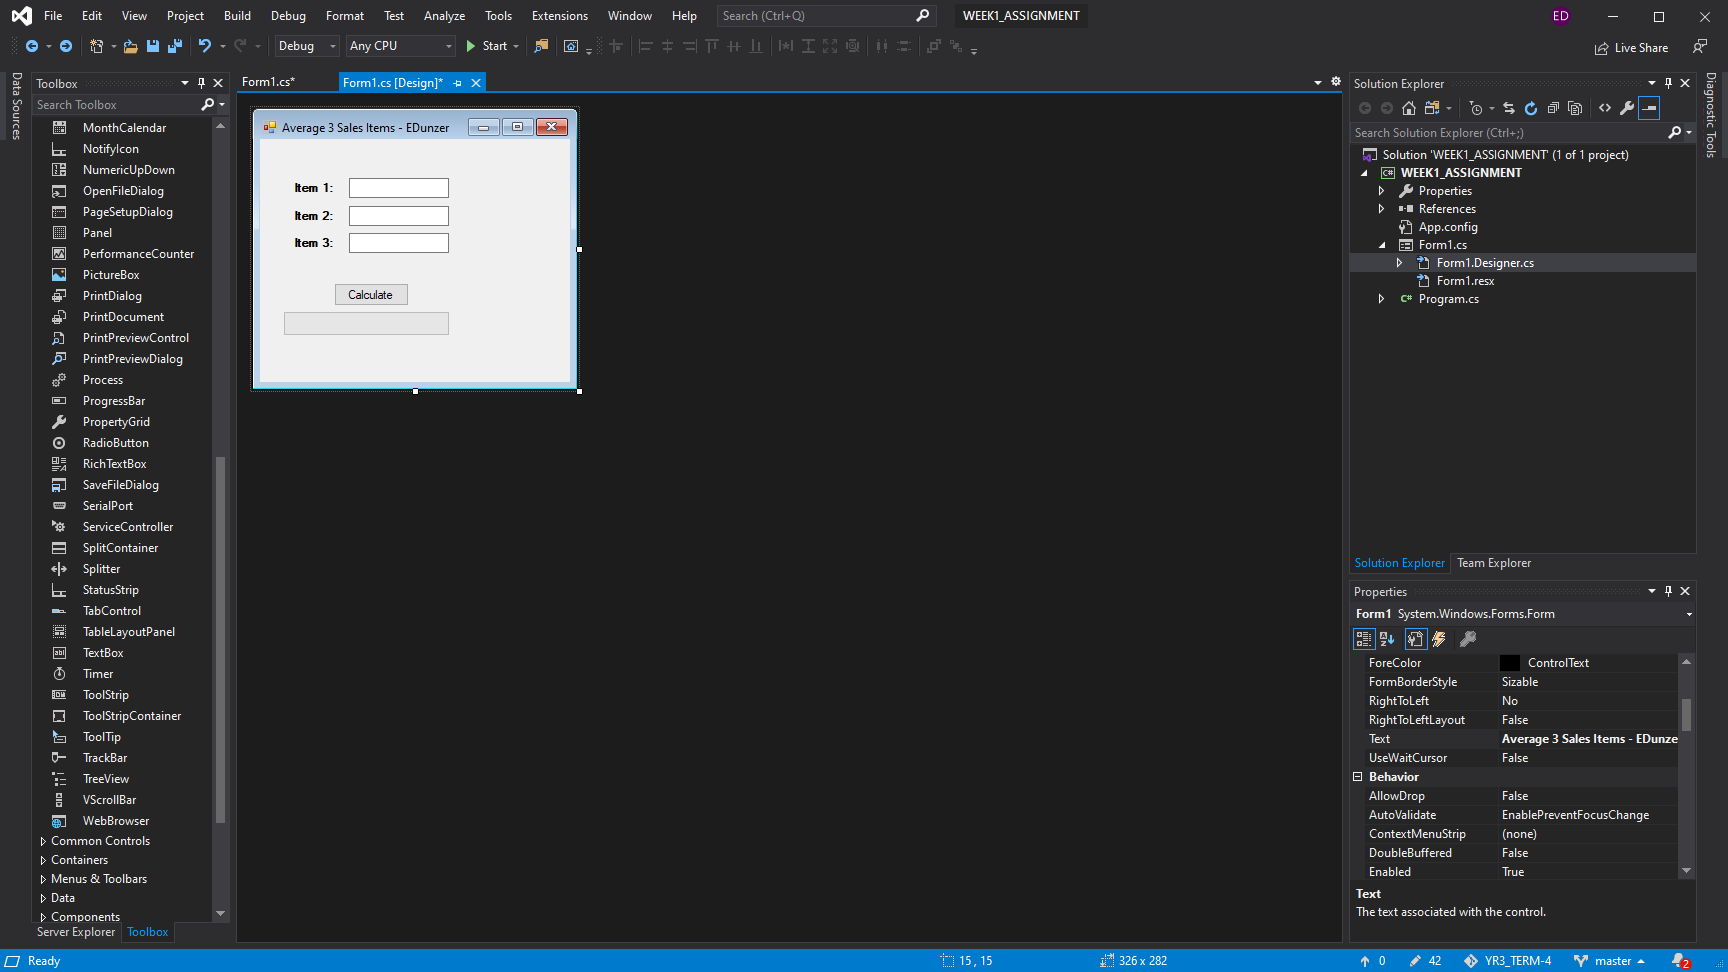 File Edit View Project Build Debug Format Test Analyze Tools Extensions Window Help Search (Ctrl+Q) WEEK1_ASSIGNMENT ED
Debug Any CPU Start Live Share
Data Sources
Toolbox
Search Toolbox
MonthCalendar
NotifyIcon
NumericUpDown
OpenFileDialog
PageSetupDialog
Panel
PerformanceCounter
PictureBox
PrintDialog
PrintDocument
PrintPreviewControl
PrintPreviewDialog
Process
ProgressBar
PropertyGrid
RadioButton
RichTextBox
SaveFileDialog
SerialPort
ServiceController
SplitContainer
Splitter
StatusStrip
TabControl
TableLayoutPanel
TextBox
Timer
ToolStrip
ToolStripContainer
ToolTip
TrackBar
TreeView
VScrollBar
WebBrowser
Common Controls
Containers
Menus & Toolbars
Data
Components
Server Explorer Toolbox
Form1.cs* Form1.cs [Design]*
Average 3 Sales Items - EDunzer
Item 1:
Item 2:
Item 3:
Calculate
Solution Explorer
Search Solution Explorer (Ctrl+;)
Solution 'WEEK1_ASSIGNMENT' (1 of 1 project)
C# WEEK1_ASSIGNMENT
Properties
References
App.config
Form1.cs
Form1.Designer.cs
Form1.resx
C# Program.cs
Solution Explorer Team Explorer
Properties
Form1 System.Windows.Forms.Form
ForeColor ControlText
FormBorderStyle Sizable
RightToLeft No
RightToLeftLayout False
Text Average 3 Sales Items - EDunze
UseWaitCursor False
Behavior
AllowDrop False
AutoValidate EnablePreventFocusChange
ContextMenuStrip (none)
DoubleBuffered False
Enabled True
Text
The text associated with the control.
Diagnostic Tools
Ready 15 , 15 326 x 282 0 42 YR3_TERM-4 master 2